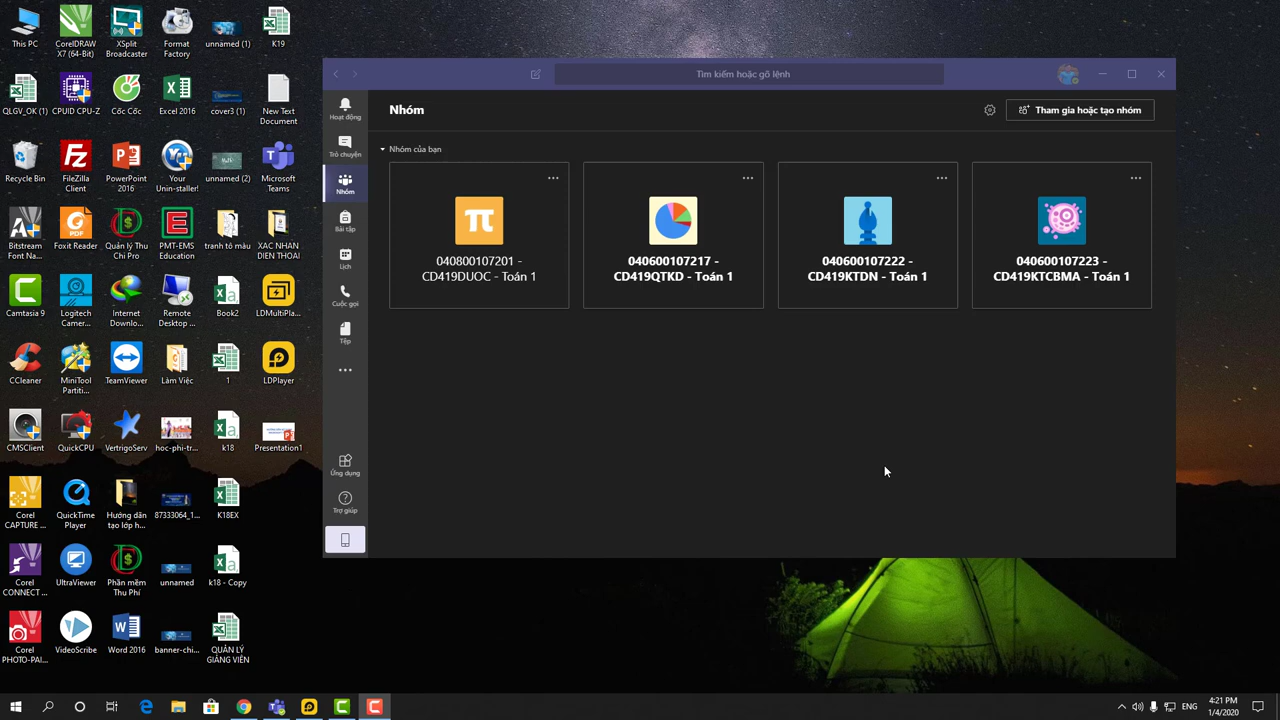 This PC
CorelDRAW
X7 (64-Bit)
XSplit
Broadcaster
Format
Factory
unnamed (1)
K19
QLGV_OK (1)
CPUID CPU-Z
Cốc Cốc
Excel 2016
cover3 (1)
New Text
Document
Recycle Bin
FileZilla
Client
PowerPoint
2016
Your
Unin-staller!
unnamed (2)
Microsoft
Teams
Bitstream
Font Na...
Foxit Reader
Quản lý Thu
Chi Pro
PMT-EMS
Education
tranh tô màu
XAC NHAN
DIEN THOAI
Camtasia 9
Logitech
Camer...
Internet
Downlo...
Remote
Desktop ...
Book2
LDMultiPla...
CCleaner
MiniTool
Partiti...
TeamViewer
Làm Việc
1
LDPlayer
CMSClient
QuickCPU
VertrigoServ
hoc-phi-tr...
k18
Presentation1
Corel
CAPTURE ...
QuickTime
Player
Hướng dẫn
tạo lớp h...
87333064_1...
K18EX
Corel
CONNECT ...
UltraViewer
Phần mềm
Thu Phí
unnamed
k18 - Copy
Corel
PHOTO-PAI...
VideoScribe
Word 2016
banner-chi...
QUẢN LÝ
GIẢNG VIÊN
Tìm kiếm hoặc gõ lệnh
Hoạt động
Trò chuyện
Nhóm
Bài tập
Lịch
Cuộc gọi
Tệp
Ứng dụng
Trợ giúp
Nhóm
Tham gia hoặc tạo nhóm
Nhóm của bạn
040800107201 -
CD419DUOC - Toán 1
040600107217 -
CD419QTKD - Toán 1
040600107222 -
CD419KTDN - Toán 1
040600107223 -
CD419KTCBMA - Toán 1
ENG
4:21 PM
1/4/2020